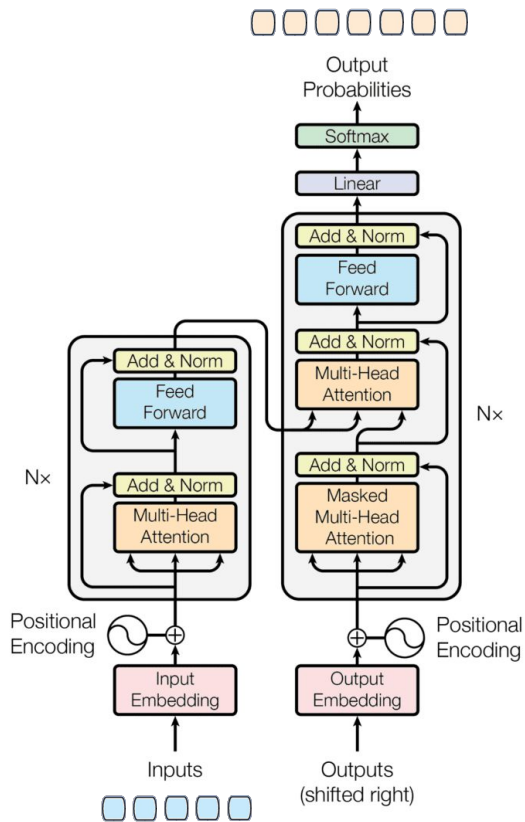 Output
Probabilities
Softmax
Linear
Add & Norm
Feed
Forward
Add & Norm
Multi-Head
Attention
Add & Norm
Masked
Multi-Head
Attention
N×
Add & Norm
Feed
Forward
Add & Norm
Multi-Head
Attention
N×
Positional
Encoding
Positional
Encoding
Input
Embedding
Output
Embedding
Inputs
Outputs
(shifted right)